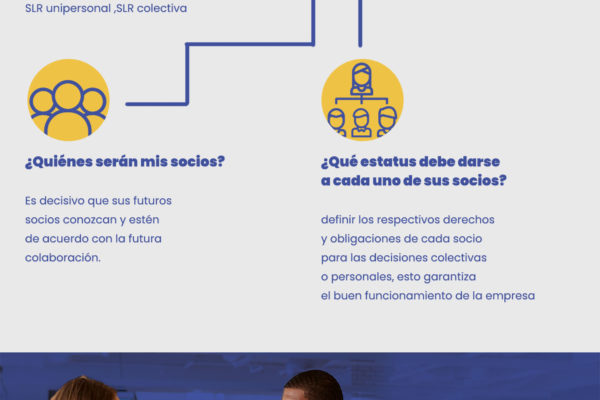 SLR unipersonal ,SLR colectiva
¿Quiénes serán mis socios?
Es decisivo que sus futuros
socios conozcan y estén
de acuerdo con la futura
colaboración.
¿Qué estatus debe darse
a cada uno de sus socios?
definir los respectivos derechos
y obligaciones de cada socio
para las decisiones colectivas
o personales, esto garantiza
el buen funcionamiento de la empresa